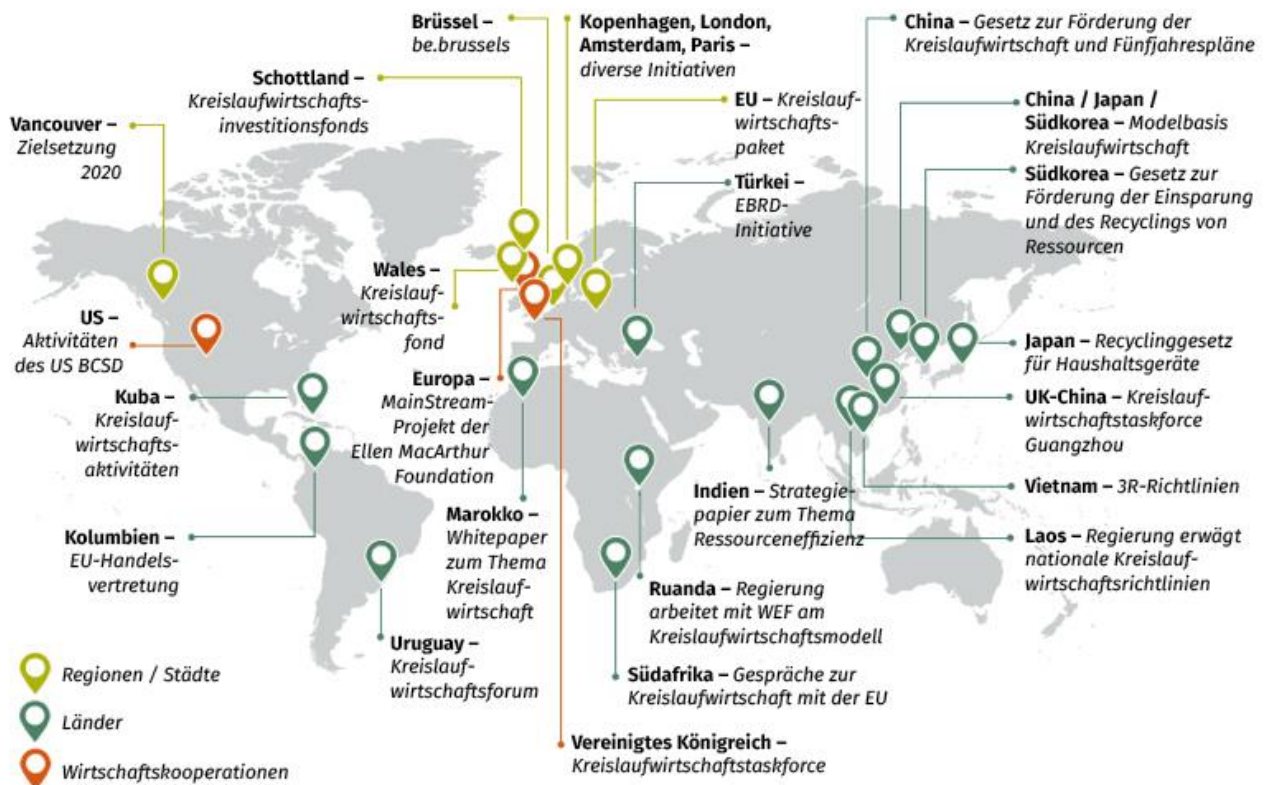 Brüssel –
be.brussels
Kopenhagen, London,
Amsterdam, Paris –
diverse Initiativen
China – Gesetz zur Förderung der
Kreislaufwirtschaft und Fünfjahrespläne
Schottland –
Kreislaufwirtschafts-
investitionsfonds
EU – Kreislauf-
wirtschafts-
paket
China / Japan /
Südkorea – Modelbasis
Kreislaufwirtschaft
Vancouver –
Zielsetzung
2020
Türkei –
EBRD-
Initiative
Südkorea – Gesetz zur
Förderung der Einsparung
und des Recyclings von
Ressourcen
Wales –
Kreislauf-
wirtschafts-
fond
US –
Aktivitäten
des US BCSD
Japan – Recyclinggesetz
für Haushaltsgeräte
Kuba –
Kreislauf-
wirtschafts-
aktivitäten
Europa –
MainStream-
Projekt der
Ellen MacArthur
Foundation
UK-China – Kreislauf-
wirtschaftstaskforce
Guangzhou
Indien – Strategie-
papier zum Thema
Ressourceneffizienz
Vietnam – 3R-Richtlinien
Kolumbien –
EU-Handels-
vertretung
Marokko –
Whitepaper
zum Thema
Kreislauf-
wirtschaft
Laos – Regierung erwägt
nationale Kreislauf-
wirtschaftsrichtlinien
Ruanda – Regierung
arbeitet mit WEF am
Kreislaufwirtschaftsmodell
Uruguay –
Kreislauf-
wirtschaftsforum
Südafrika – Gespräche zur
Kreislaufwirtschaft mit der EU
Vereinigtes Königreich –
Kreislaufwirtschaftstaskforce
Regionen / Städte
Länder
Wirtschaftskooperationen